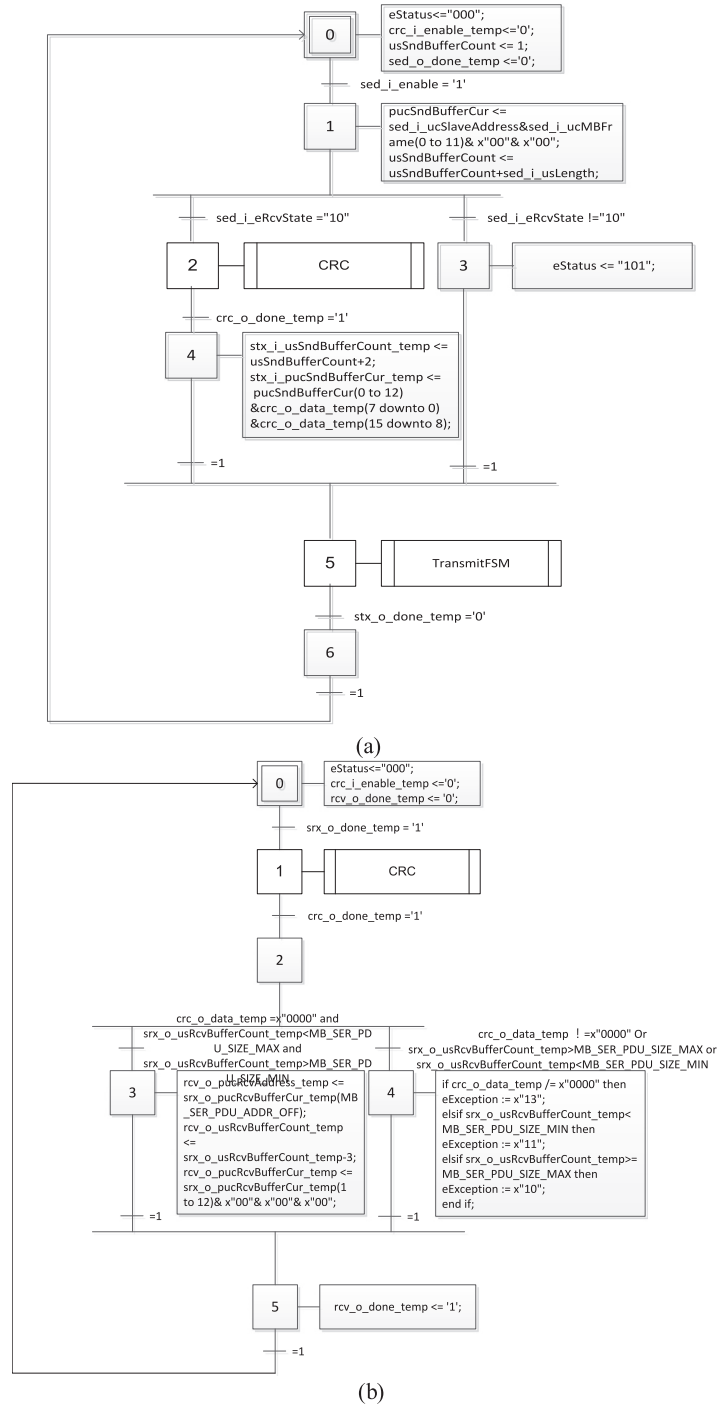 0
eStatus<="000";
crc_i_enable_temp<='0';
usSndBufferCount <= 1;
sed_o_done_temp <='0';
sed_i_enable = '1'
1
pucSndBufferCur <=
sed_i_ucSlaveAddress&sed_i_ucMBFr
ame(0 to 11)& x"00"& x"00";
usSndBufferCount <=
usSndBufferCount+sed_i_usLength;
sed_i_eRcvState ="10"
sed_i_eRcvState !="10"
2
CRC
3
eStatus <= "101";
crc_o_done_temp ='1'
4
stx_i_usSndBufferCount_temp <=
usSndBufferCount+2;
stx_i_pucSndBufferCur_temp <=
pucSndBufferCur(0 to 12)
&crc_o_data_temp(7 downto 0)
&crc_o_data_temp(15 downto 8);
=1
=1
5
TransmitFSM
stx_o_done_temp ='0'
6
=1
(a)
0
eStatus<="000";
crc_i_enable_temp <='0';
rcv_o_done_temp <= '0';
srx_o_done_temp = '1'
1
CRC
crc_o_done_temp ='1'
2
crc_o_data_temp =x"0000" and
srx_o_usRcvBufferCount_temp<MB_SER_PD
U_SIZE_MAX and
srx_o_usRcvBufferCount_temp>MB_SER_PD
U_SIZE_MIN
crc_o_data_temp ! =x"0000" Or
srx_o_usRcvBufferCount_temp>MB_SER_PDU_SIZE_MAX or
srx_o_usRcvBufferCount_temp<MB_SER_PDU_SIZE_MIN
3
rcv_o_pucRcvAddress_temp <=
srx_o_pucRcvBufferCur_temp(MB
_SER_PDU_ADDR_OFF);
rcv_o_usRcvBufferCount_temp
<=
srx_o_usRcvBufferCount_temp-3;
rcv_o_pucRcvBufferCur_temp <=
srx_o_pucRcvBufferCur_temp(1
to 12)& x"00"& x"00"& x"00";
4
if crc_o_data_temp /= x"0000" then
eException := x"13";
elsif srx_o_usRcvBufferCount_temp<
MB_SER_PDU_SIZE_MIN then
eException := x"11";
elsif srx_o_usRcvBufferCount_temp>=
MB_SER_PDU_SIZE_MAX then
eException := x"10";
end if;
=1
=1
5
rcv_o_done_temp <= '1';
=1
(b)